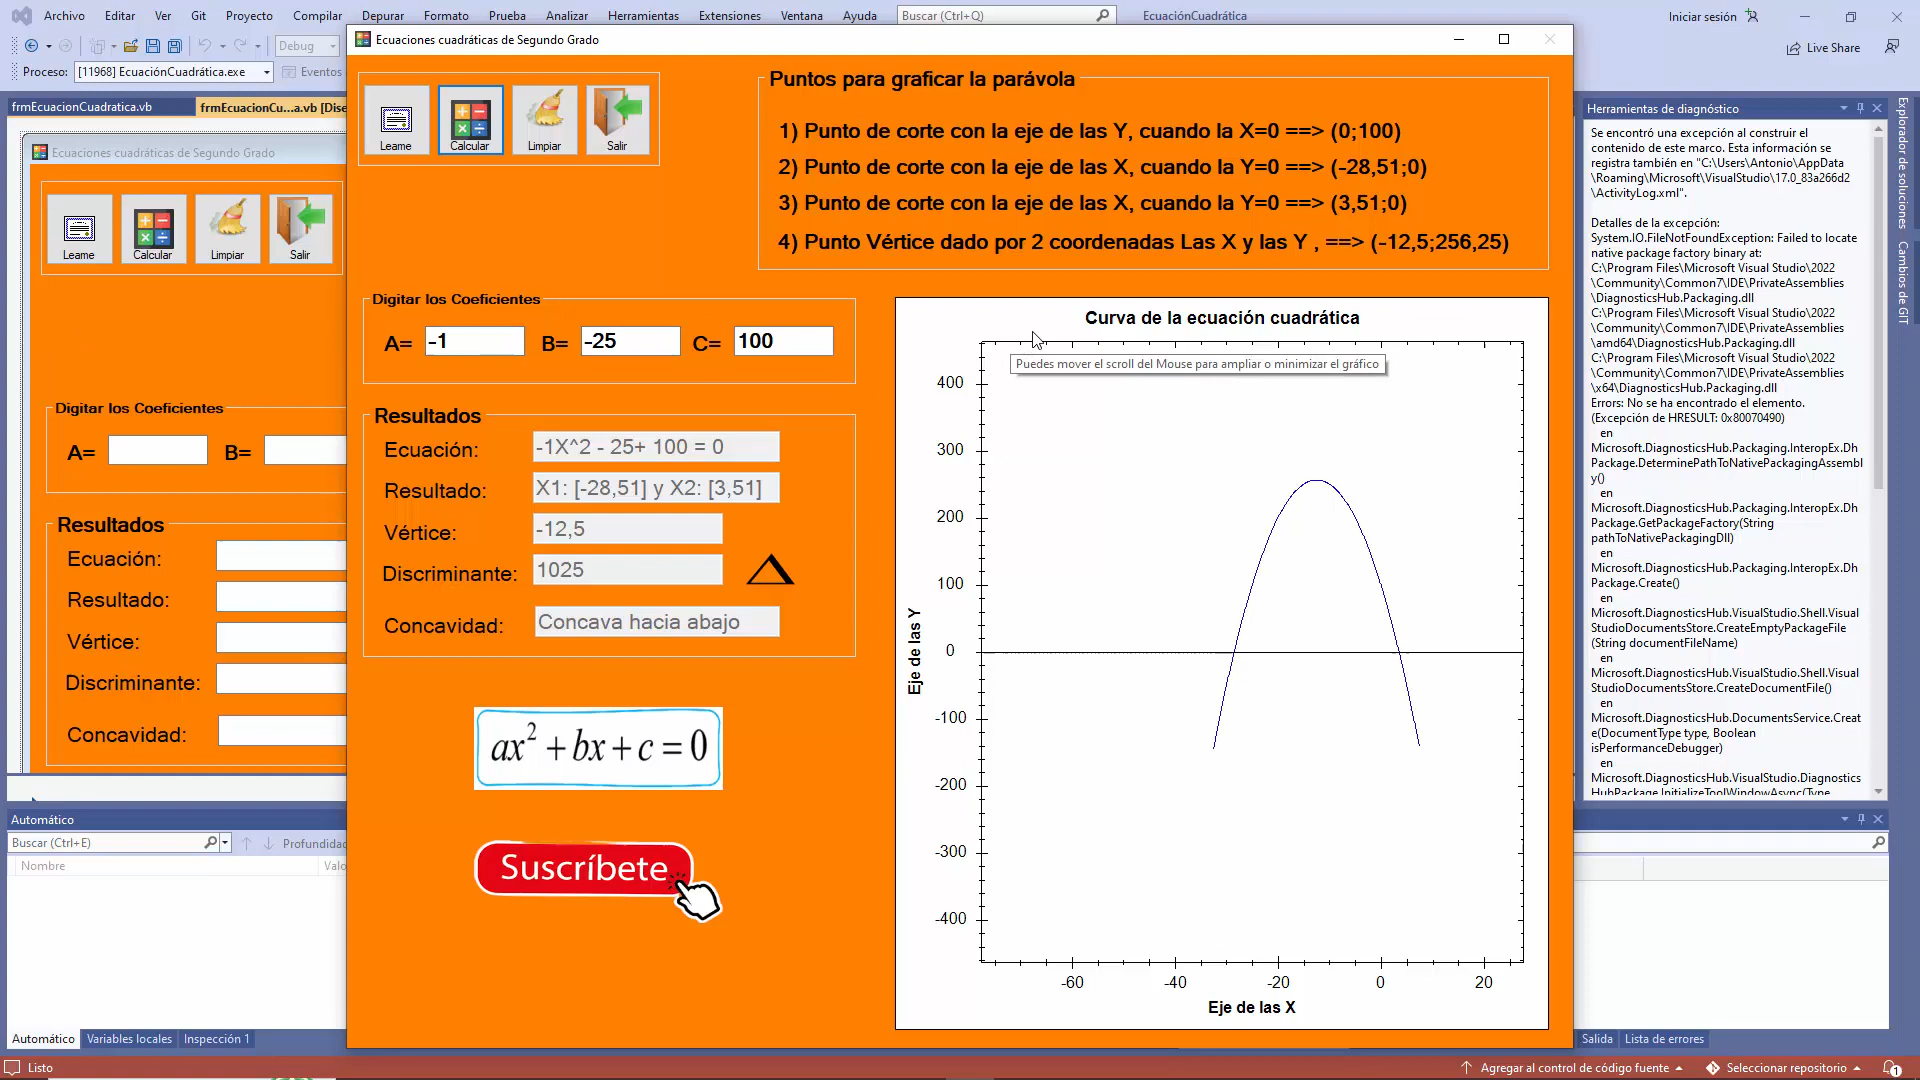 Archivo Editar Ver Git Proyecto Compilar Depurar Formato Prueba Analizar Herramientas Extensiones Ventana Ayuda Buscar (Ctrl+Q) EcuaciónCuadrática Iniciar sesión
Debug
Live Share
Proceso: [11968] EcuaciónCuadrática.exe Eventos
frmEcuacionCuadratica.vb
frmEcuacionCu...a.vb [Dise
Ecuaciones cuadráticas de Segundo Grado
Leame
Calcular
Limpiar
Salir
Digitar los Coeficientes
A=
B=
Resultados
Ecuación:
Resultado:
Vértice:
Discriminante:
Concavidad:
Automático
Buscar (Ctrl+E)
Profundidad
Nombre
Valo
Automático Variables locales Inspección 1
Ecuaciones cuadráticas de Segundo Grado
Leame
Calcular
Limpiar
Salir
Puntos para graficar la parávola
1) Punto de corte con la eje de las Y, cuando la X=0 ==> (0;100)
2) Punto de corte con la eje de las X, cuando la Y=0 ==> (-28,51;0)
3) Punto de corte con la eje de las X, cuando la Y=0 ==> (3,51;0)
4) Punto Vértice dado por 2 coordenadas Las X y las Y , ==> (-12,5;256,25)
Digitar los Coeficientes
A= -1 B= -25 C= 100
Resultados
Ecuación: -1X^2 - 25+ 100 = 0
Resultado: X1: [-28,51] y X2: [3,51]
Vértice: -12,5
Discriminante: 1025
Concavidad: Concava hacia abajo
ax² + bx + c = 0
Suscríbete
Curva de la ecuación cuadrática
Puedes mover el scroll del Mouse para ampliar o minimizar el gráfico
400
300
200
100
0
-100
-200
-300
-400
Eje de las Y
-60 -40 -20 0 20
Eje de las X
Herramientas de diagnóstico
Se encontró una excepción al construir el
contenido de este marco. Esta información se
registra también en "C:\Users\Antonio\AppData
\Roaming\Microsoft\VisualStudio\17.0_83a266d2
\ActivityLog.xml".
Detalles de la excepción:
System.IO.FileNotFoundException: Failed to locate
native package factory binary at:
C:\Program Files\Microsoft Visual Studio\2022
\Community\Common7\IDE\PrivateAssemblies
\DiagnosticsHub.Packaging.dll
C:\Program Files\Microsoft Visual Studio\2022
\Community\Common7\IDE\PrivateAssemblies
\amd64\DiagnosticsHub.Packaging.dll
C:\Program Files\Microsoft Visual Studio\2022
\Community\Common7\IDE\PrivateAssemblies
\x64\DiagnosticsHub.Packaging.dll
Errors: No se ha encontrado el elemento.
(Excepción de HRESULT: 0x80070490)
en
Microsoft.DiagnosticsHub.Packaging.InteropEx.Dh
Package.DeterminePathToNativePackagingAssembl
y()
en
Microsoft.DiagnosticsHub.Packaging.InteropEx.Dh
Package.GetPackageFactory(String
pathToNativePackagingDll)
en
Microsoft.DiagnosticsHub.Packaging.InteropEx.Dh
Package.Create()
en
Microsoft.DiagnosticsHub.VisualStudio.Shell.Visual
StudioDocumentsStore.CreateEmptyPackageFile
(String documentFileName)
en
Microsoft.DiagnosticsHub.VisualStudio.Shell.Visual
StudioDocumentsStore.CreateDocumentFile()
en
Microsoft.DiagnosticsHub.DocumentsService.Creat
e(DocumentType type, Boolean
isPerformanceDebugger)
en
Microsoft.DiagnosticsHub.VisualStudio.Diagnostics
HubPackage.InitializeToolWindowAsync(Type
Explorador de soluciones
Cambios de GIT
Salida Lista de errores
Listo
Agregar al control de código fuente
Seleccionar repositorio
1